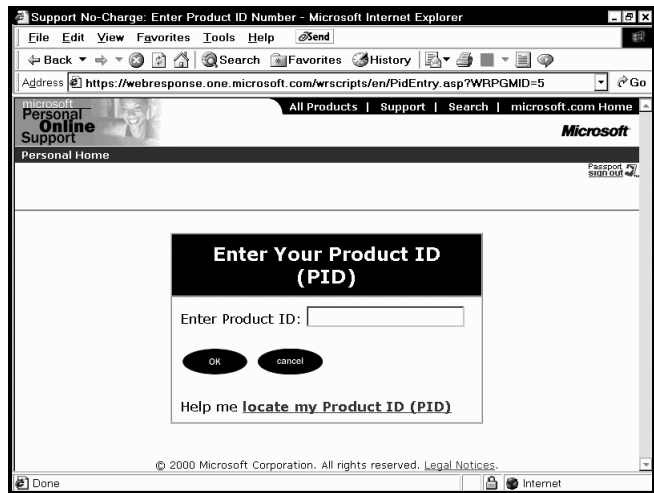 Support No-Charge: Enter Product ID Number - Microsoft Internet Explorer
File Edit View Favorites Tools Help Send
Back Search Favorites History
Address https://webresponse.one.microsoft.com/wrscripts/en/PidEntry.asp?WRPGMID=5 Go
All Products | Support | Search | microsoft.com Home
microsoft
Personal
Online
Support
Microsoft
Personal Home
Passport
sign out
Enter Your Product ID
(PID)
Enter Product ID:
OK cancel
Help me locate my Product ID (PID)
© 2000 Microsoft Corporation. All rights reserved. Legal Notices.
Done Internet